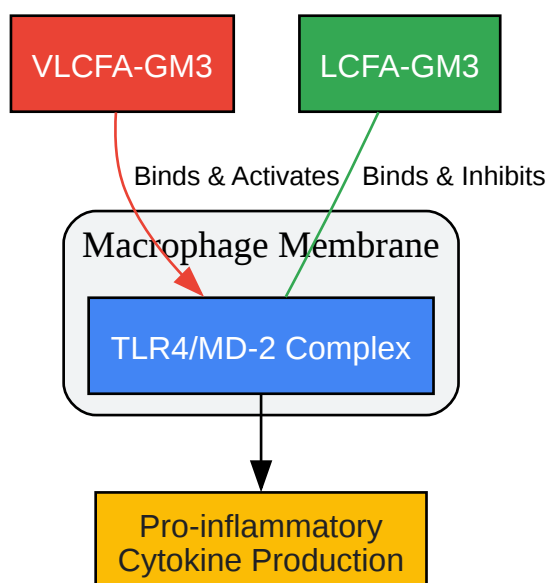 VLCFA-GM3
LCFA-GM3
Binds & Activates
Binds & Inhibits
Macrophage Membrane
TLR4/MD-2 Complex
Pro-inflammatory
Cytokine Production